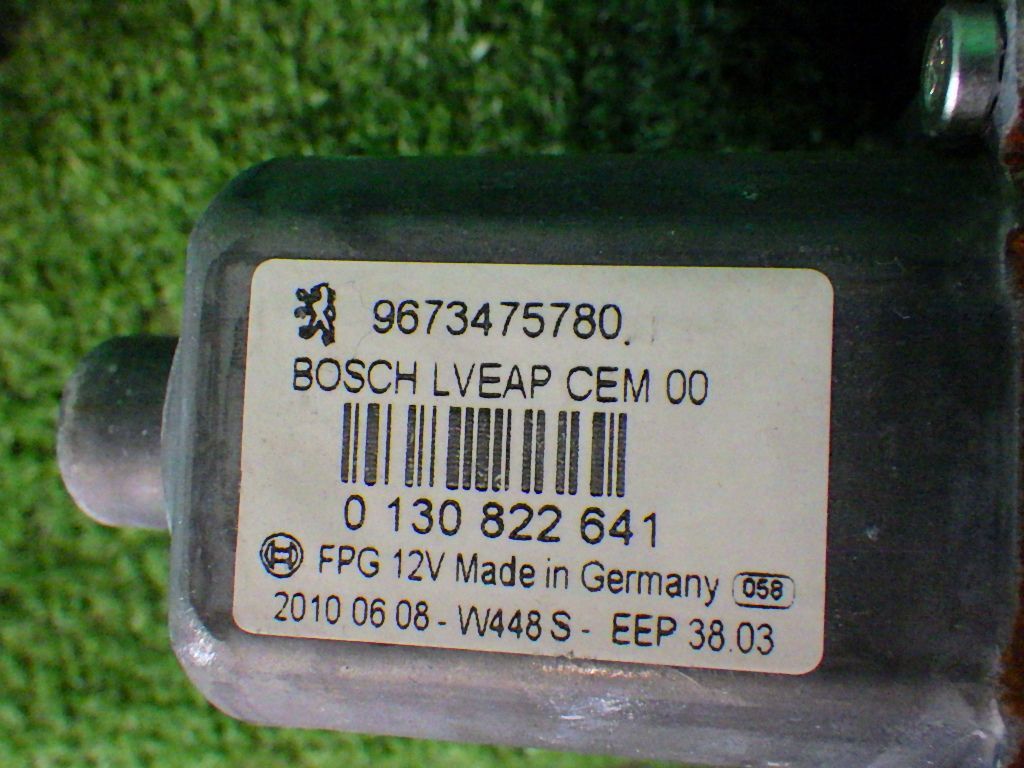 9673475780.
BOSCH LVEAP CEM 00
0 130 822 641
FPG 12V Made in Germany 058
2010 06 08 - W448 S - EEP 38.03